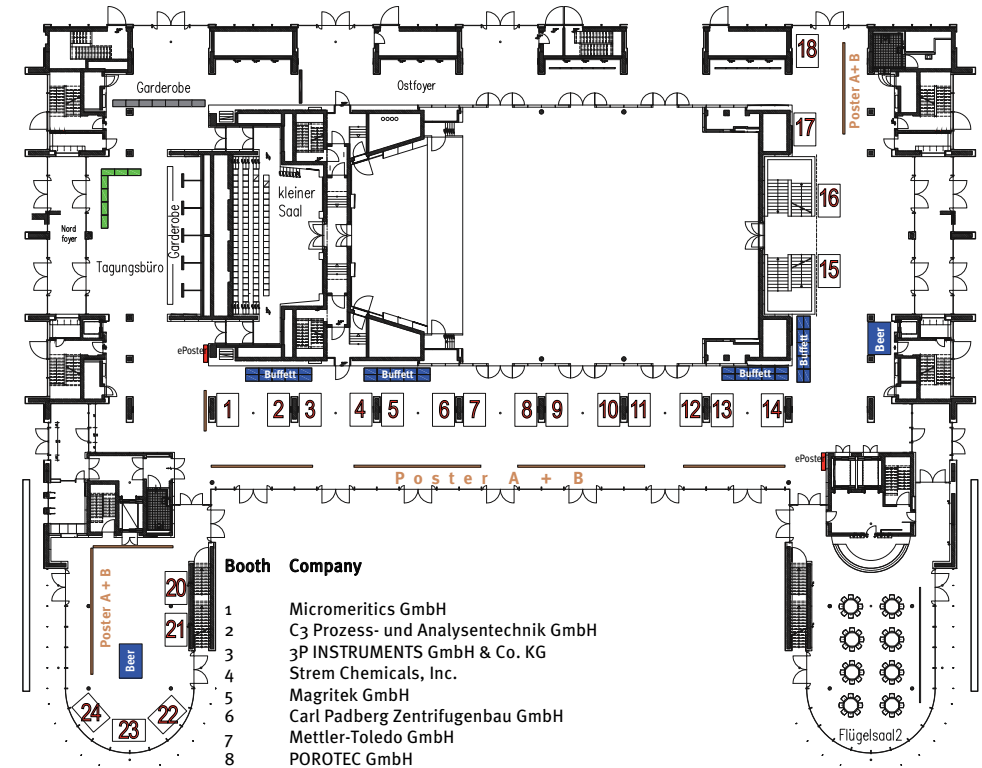 18
Poster A+B
Garderobe
Ostfoyer
17
kleiner
Saal
16
Garderobe
Nord
foyer
Tagungsbüro
15
ePoster
Beer
Buffett
Buffett
Buffett
Buffett
1
2
3
4
5
6
7
8
9
10
11
12
13
14
ePoster
Poster A + B
Poster A + B
20
21
Beer
24
23
22
Booth Company
1 Micromeritics GmbH
2 C3 Prozess- und Analysentechnik GmbH
3 3P INSTRUMENTS GmbH & Co. KG
4 Strem Chemicals, Inc.
5 Magritek GmbH
6 Carl Padberg Zentrifugenbau GmbH
7 Mettler-Toledo GmbH
8 POROTEC GmbH
Flügelsaal2